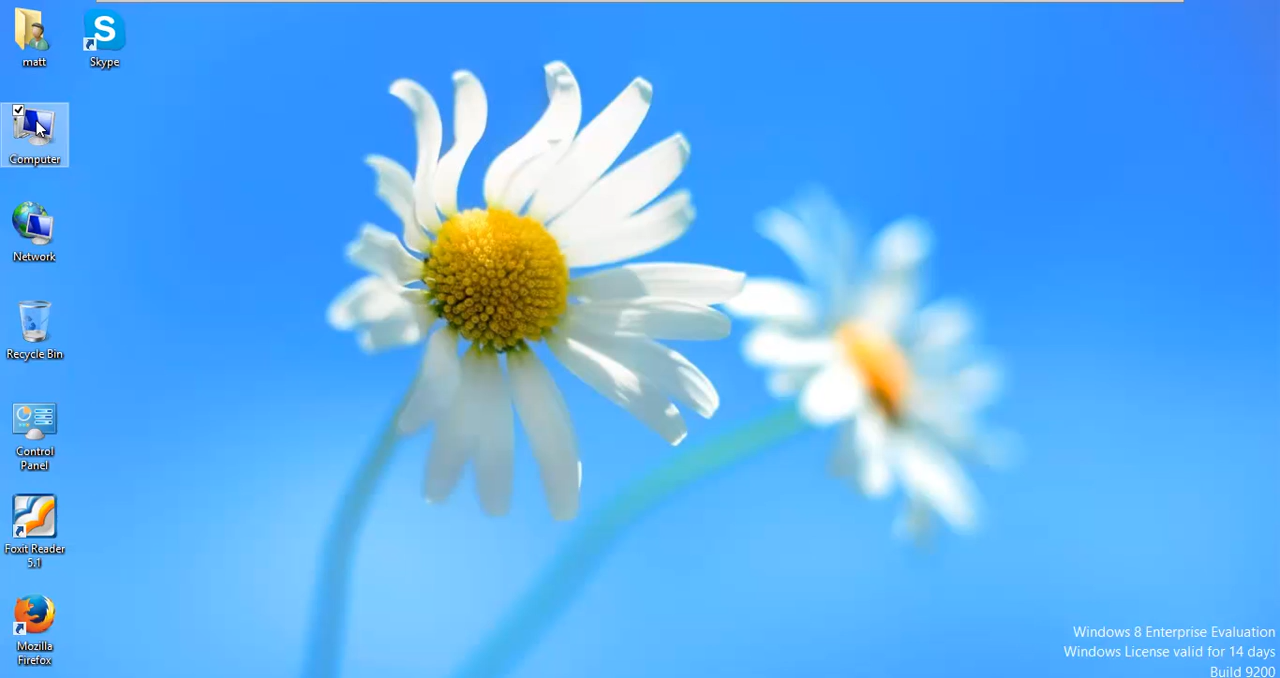 matt
Skype
Computer
Network
Recycle Bin
Control
Panel
Foxit Reader
5.1
Mozilla
Firefox
Windows 8 Enterprise Evaluation
Windows License valid for 14 days
Build 9200